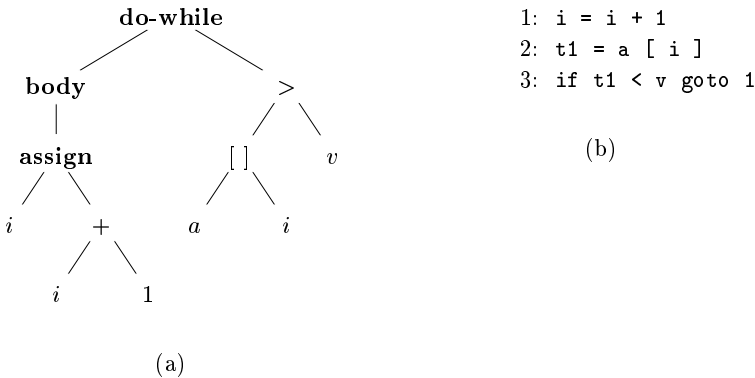 do-while
body >
assign [ ] v
i + a i
i 1
(a)
1: i = i + 1
2: t1 = a [ i ]
3: if t1 < v goto 1
(b)